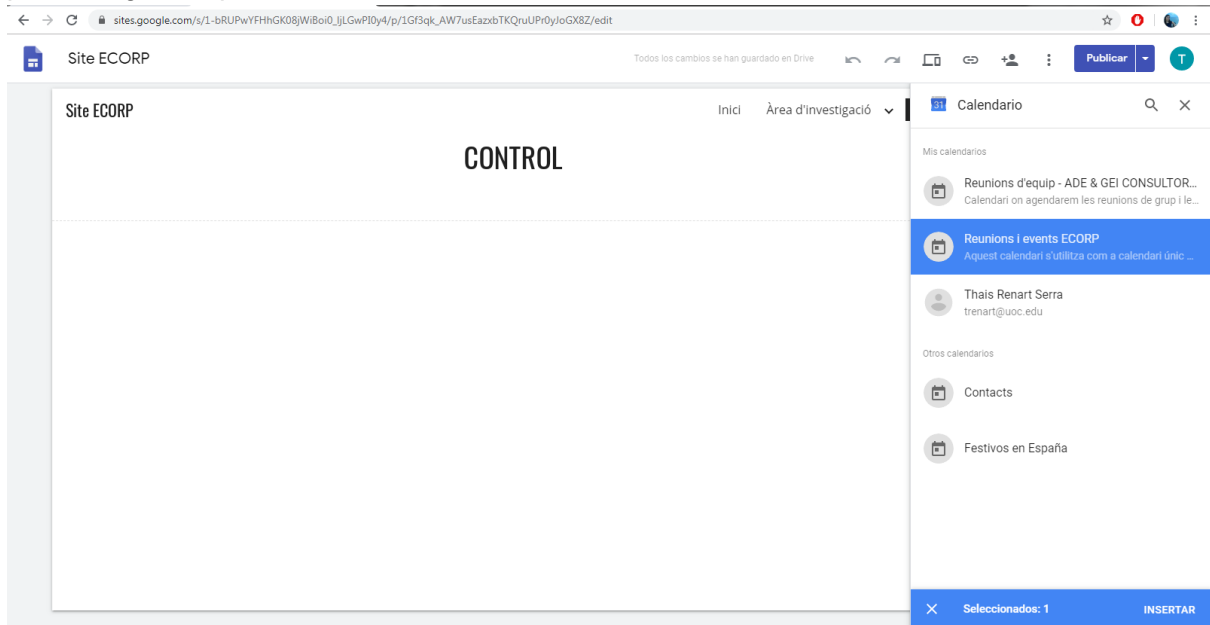 sites.google.com/s/1-bRUPwYFHhGK08jWiBoi0_ljLGwPI0y4/p/1Gf3qk_AW7usEazxbTKQruUPr0yJoGX8Z/edit
Site ECORP
Todos los cambios se han guardado en Drive
Publicar
T
Site ECORP
Inici
Àrea d'investigació
CONTROL
31
Calendario
Mis calendarios
Reunions d'equip - ADE & GEI CONSULTOR...
Calendari on agendarem les reunions de grup i le...
Reunions i events ECORP
Aquest calendari s'utilitza com a calendari únic ...
Thais Renart Serra
trenart@uoc.edu
Otros calendarios
Contacts
Festivos en España
Seleccionados: 1
INSERTAR